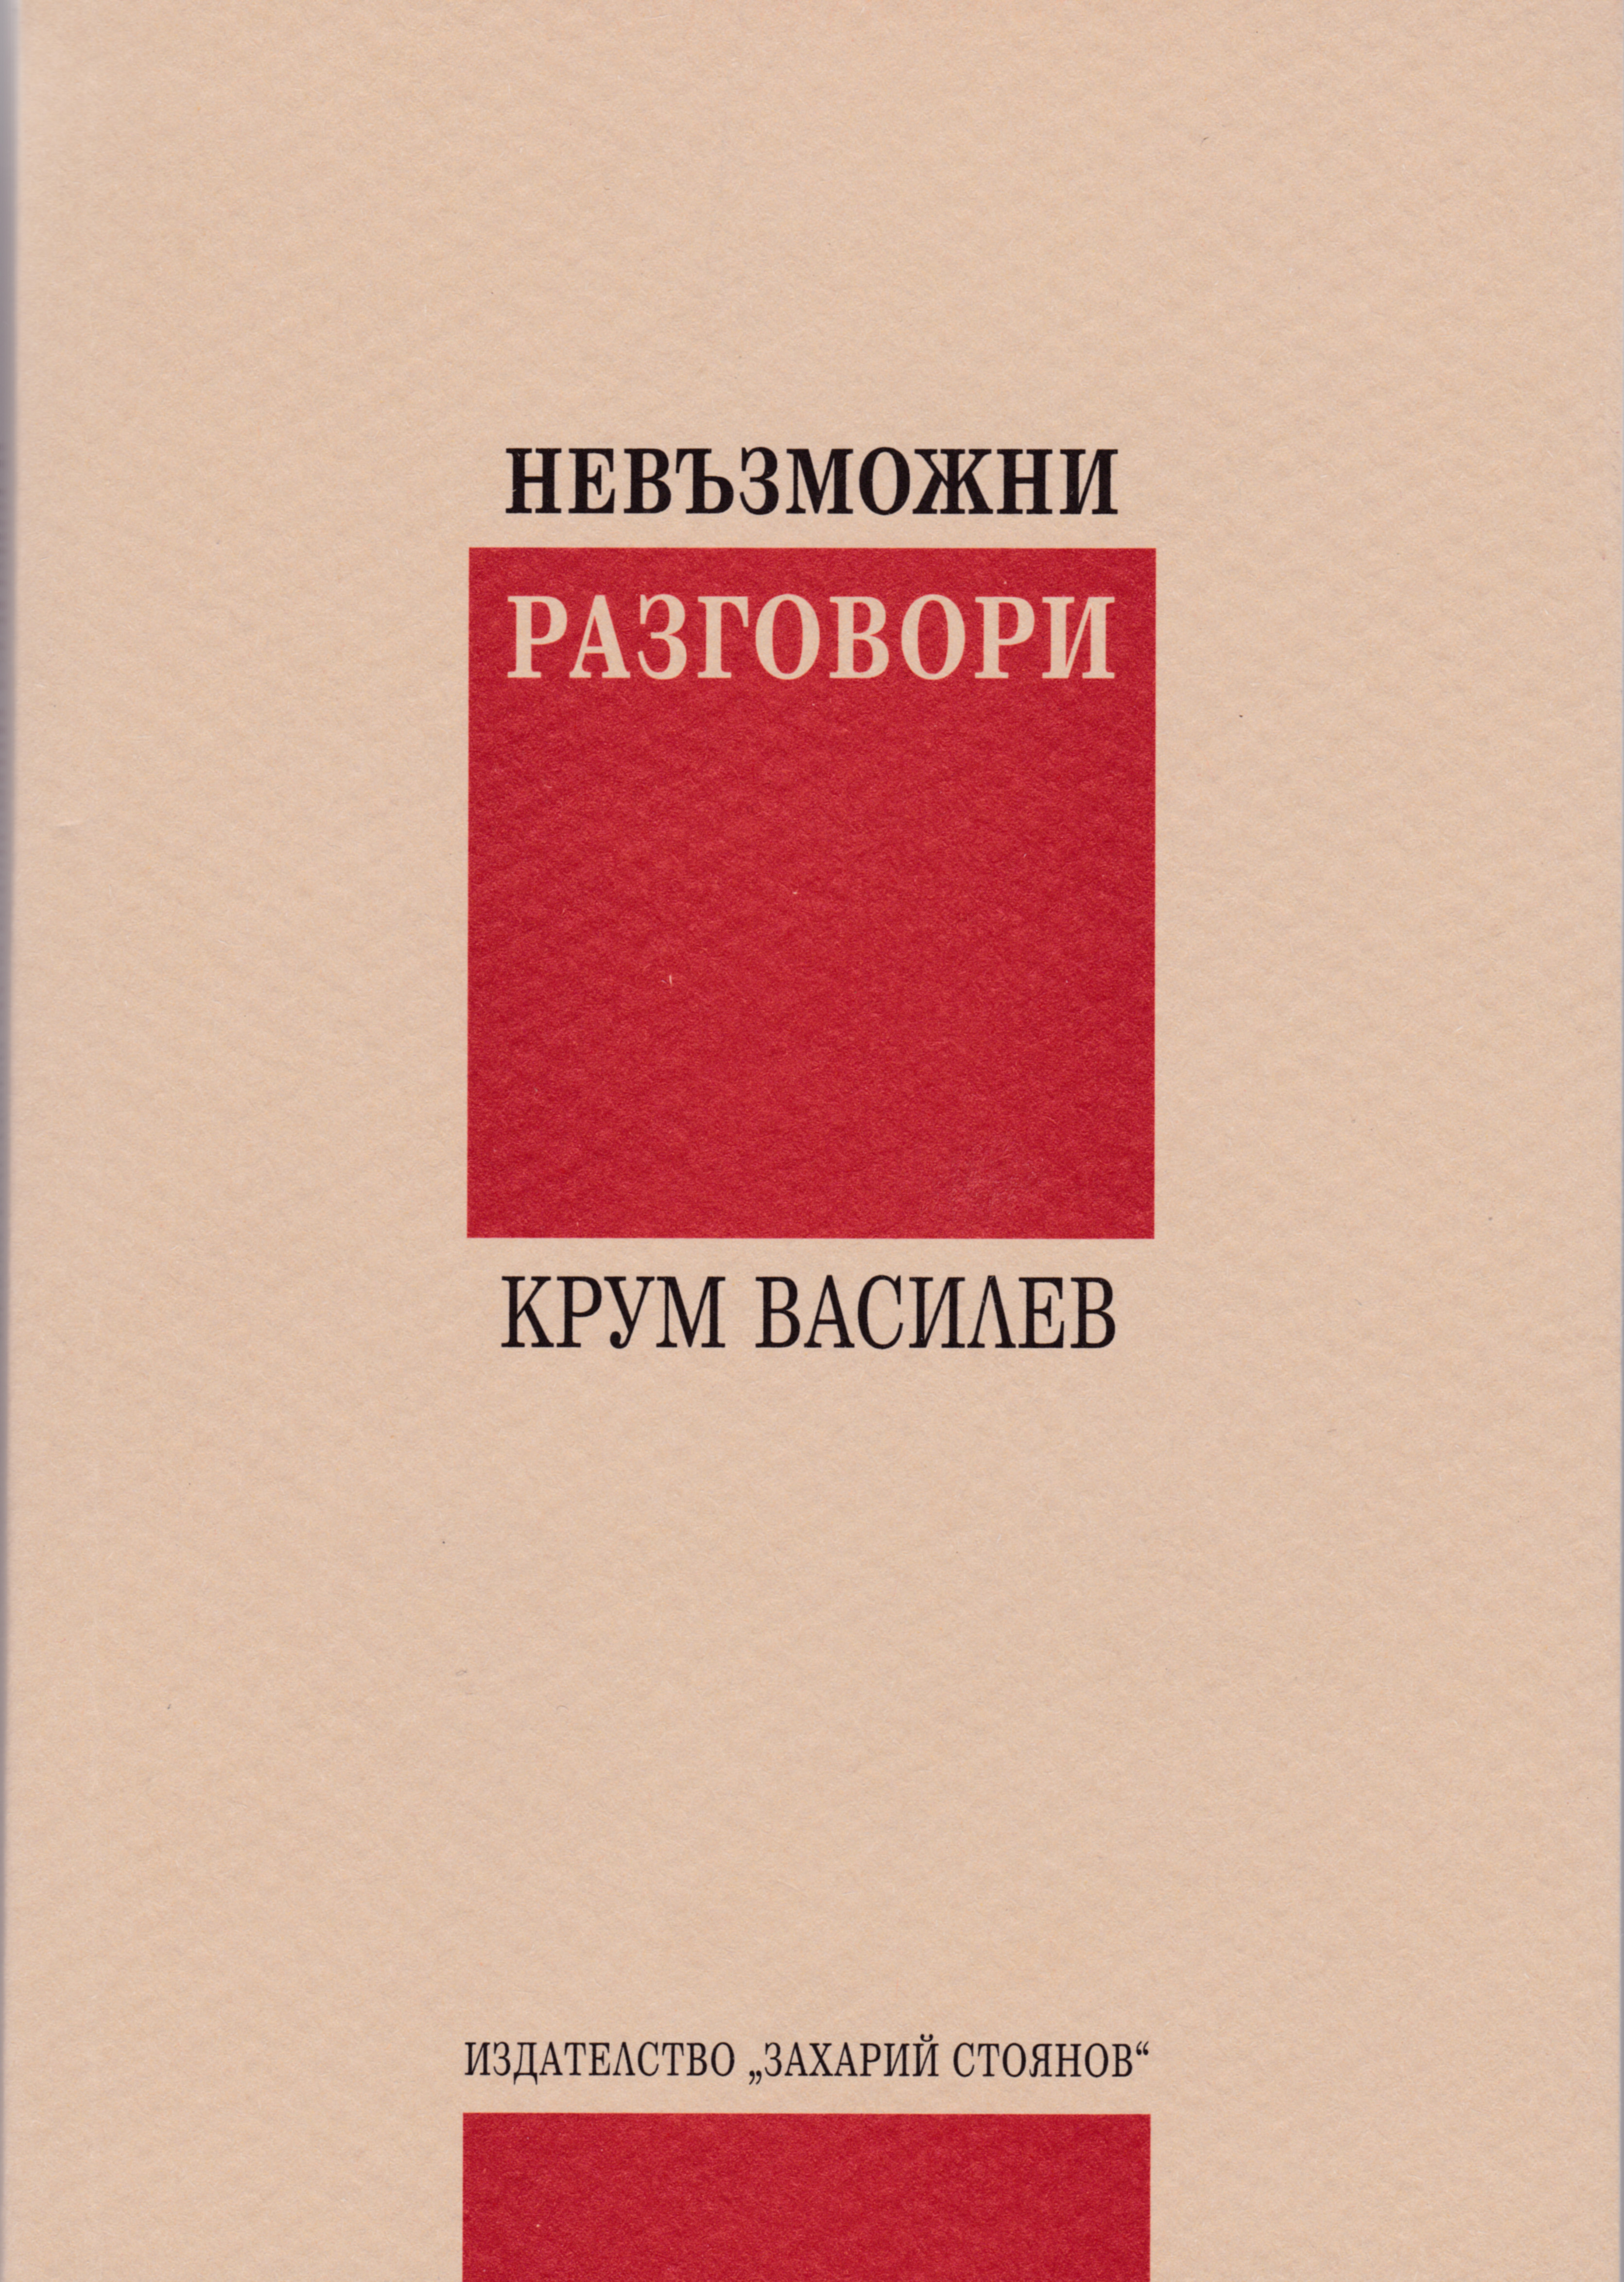 НЕВЪЗМОЖНИ
РАЗГОВОРИ
КРУМ ВАСИЛЕВ
ИЗДАТЕЛСТВО „ЗАХАРИЙ СТОЯНОВ“